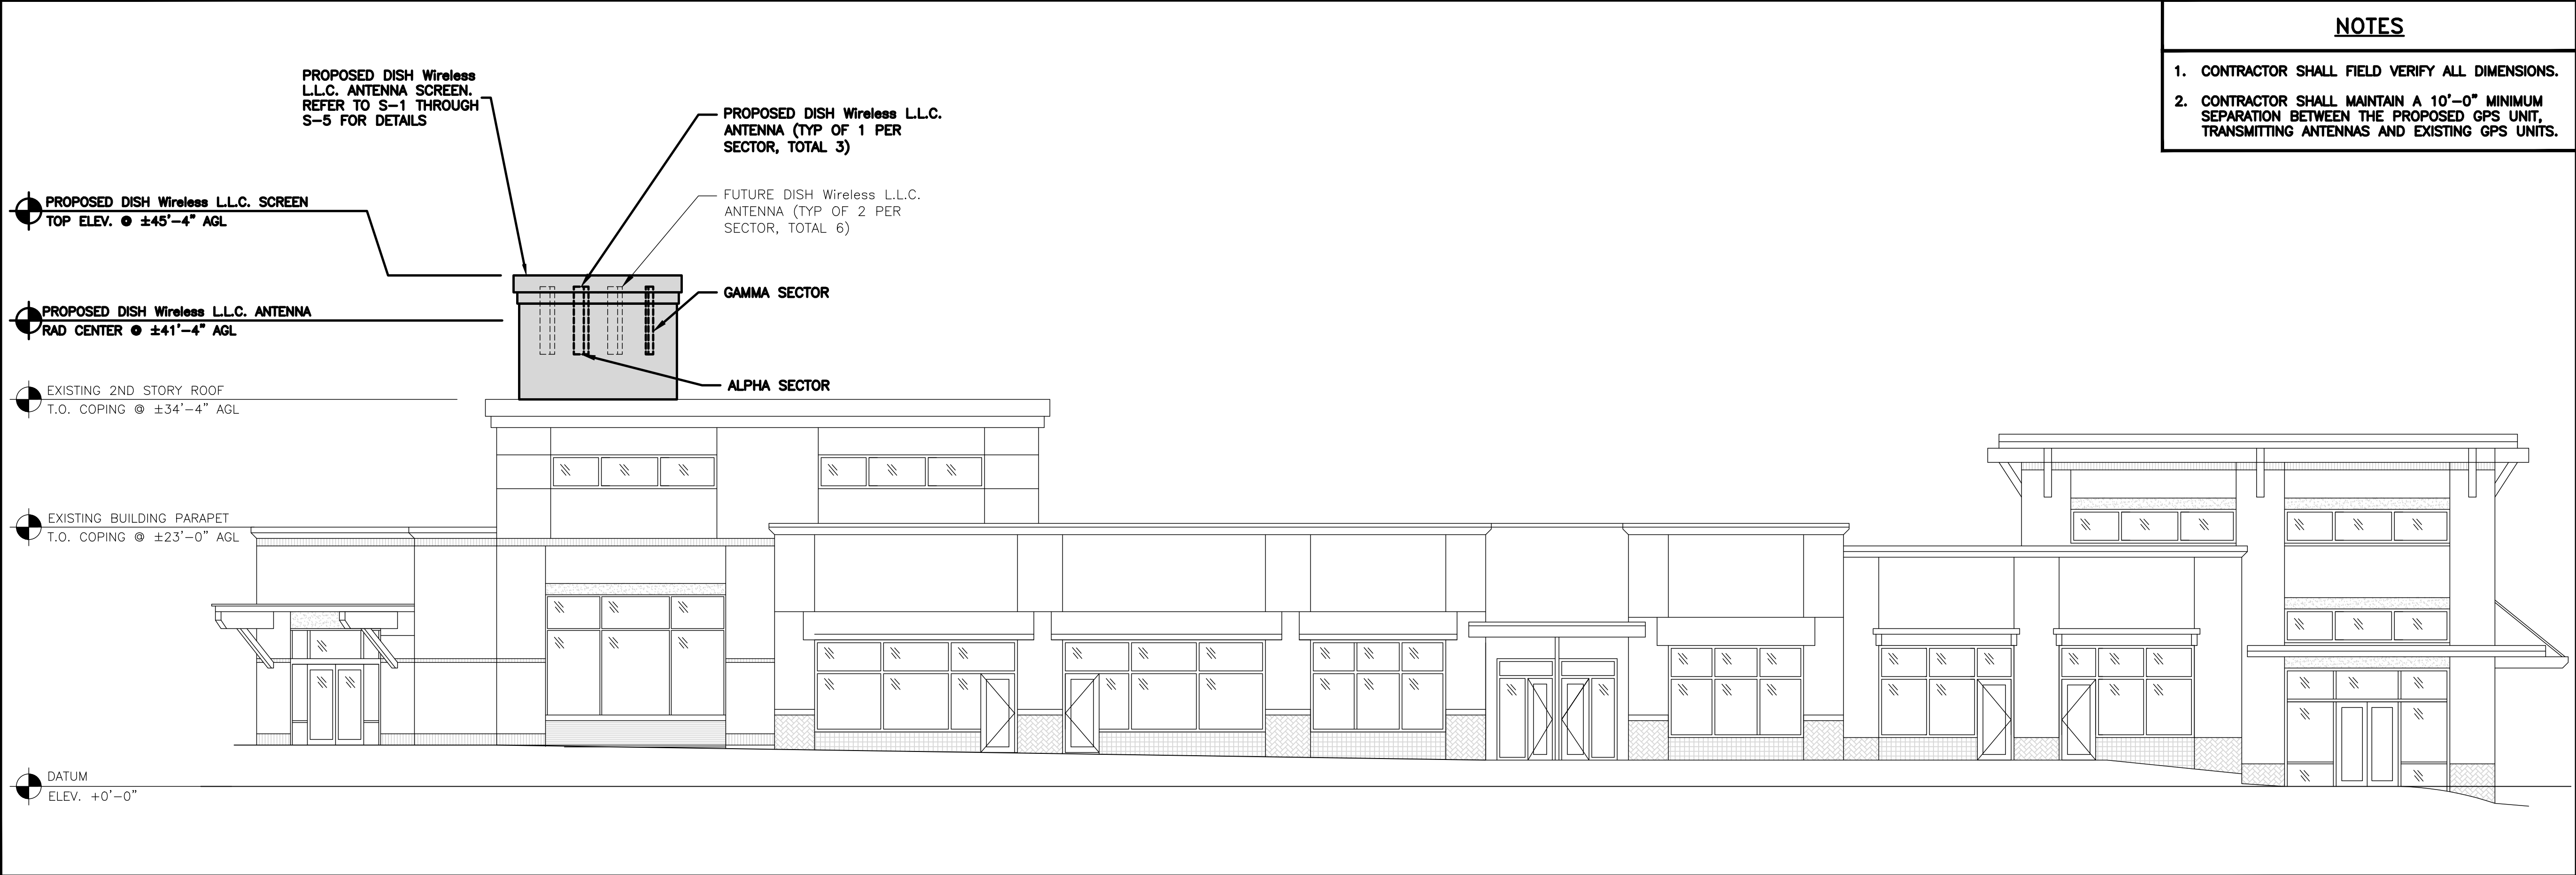 NOTES
1. CONTRACTOR SHALL FIELD VERIFY ALL DIMENSIONS.
2. CONTRACTOR SHALL MAINTAIN A 10'-0" MINIMUM
SEPARATION BETWEEN THE PROPOSED GPS UNIT,
TRANSMITTING ANTENNAS AND EXISTING GPS UNITS.
PROPOSED DISH Wireless
L.L.C. ANTENNA SCREEN.
REFER TO S-1 THROUGH
S-5 FOR DETAILS
PROPOSED DISH Wireless L.L.C.
ANTENNA (TYP OF 1 PER
SECTOR, TOTAL 3)
FUTURE DISH Wireless L.L.C.
ANTENNA (TYP OF 2 PER
SECTOR, TOTAL 6)
PROPOSED DISH Wireless L.L.C. SCREEN
TOP ELEV. @ ±45'-4" AGL
GAMMA SECTOR
PROPOSED DISH Wireless L.L.C. ANTENNA
RAD CENTER @ ±41'-4" AGL
ALPHA SECTOR
EXISTING 2ND STORY ROOF
T.O. COPING @ ±34'-4" AGL
EXISTING BUILDING PARAPET
T.O. COPING @ ±23'-0" AGL
DATUM
ELEV. +0'-0"